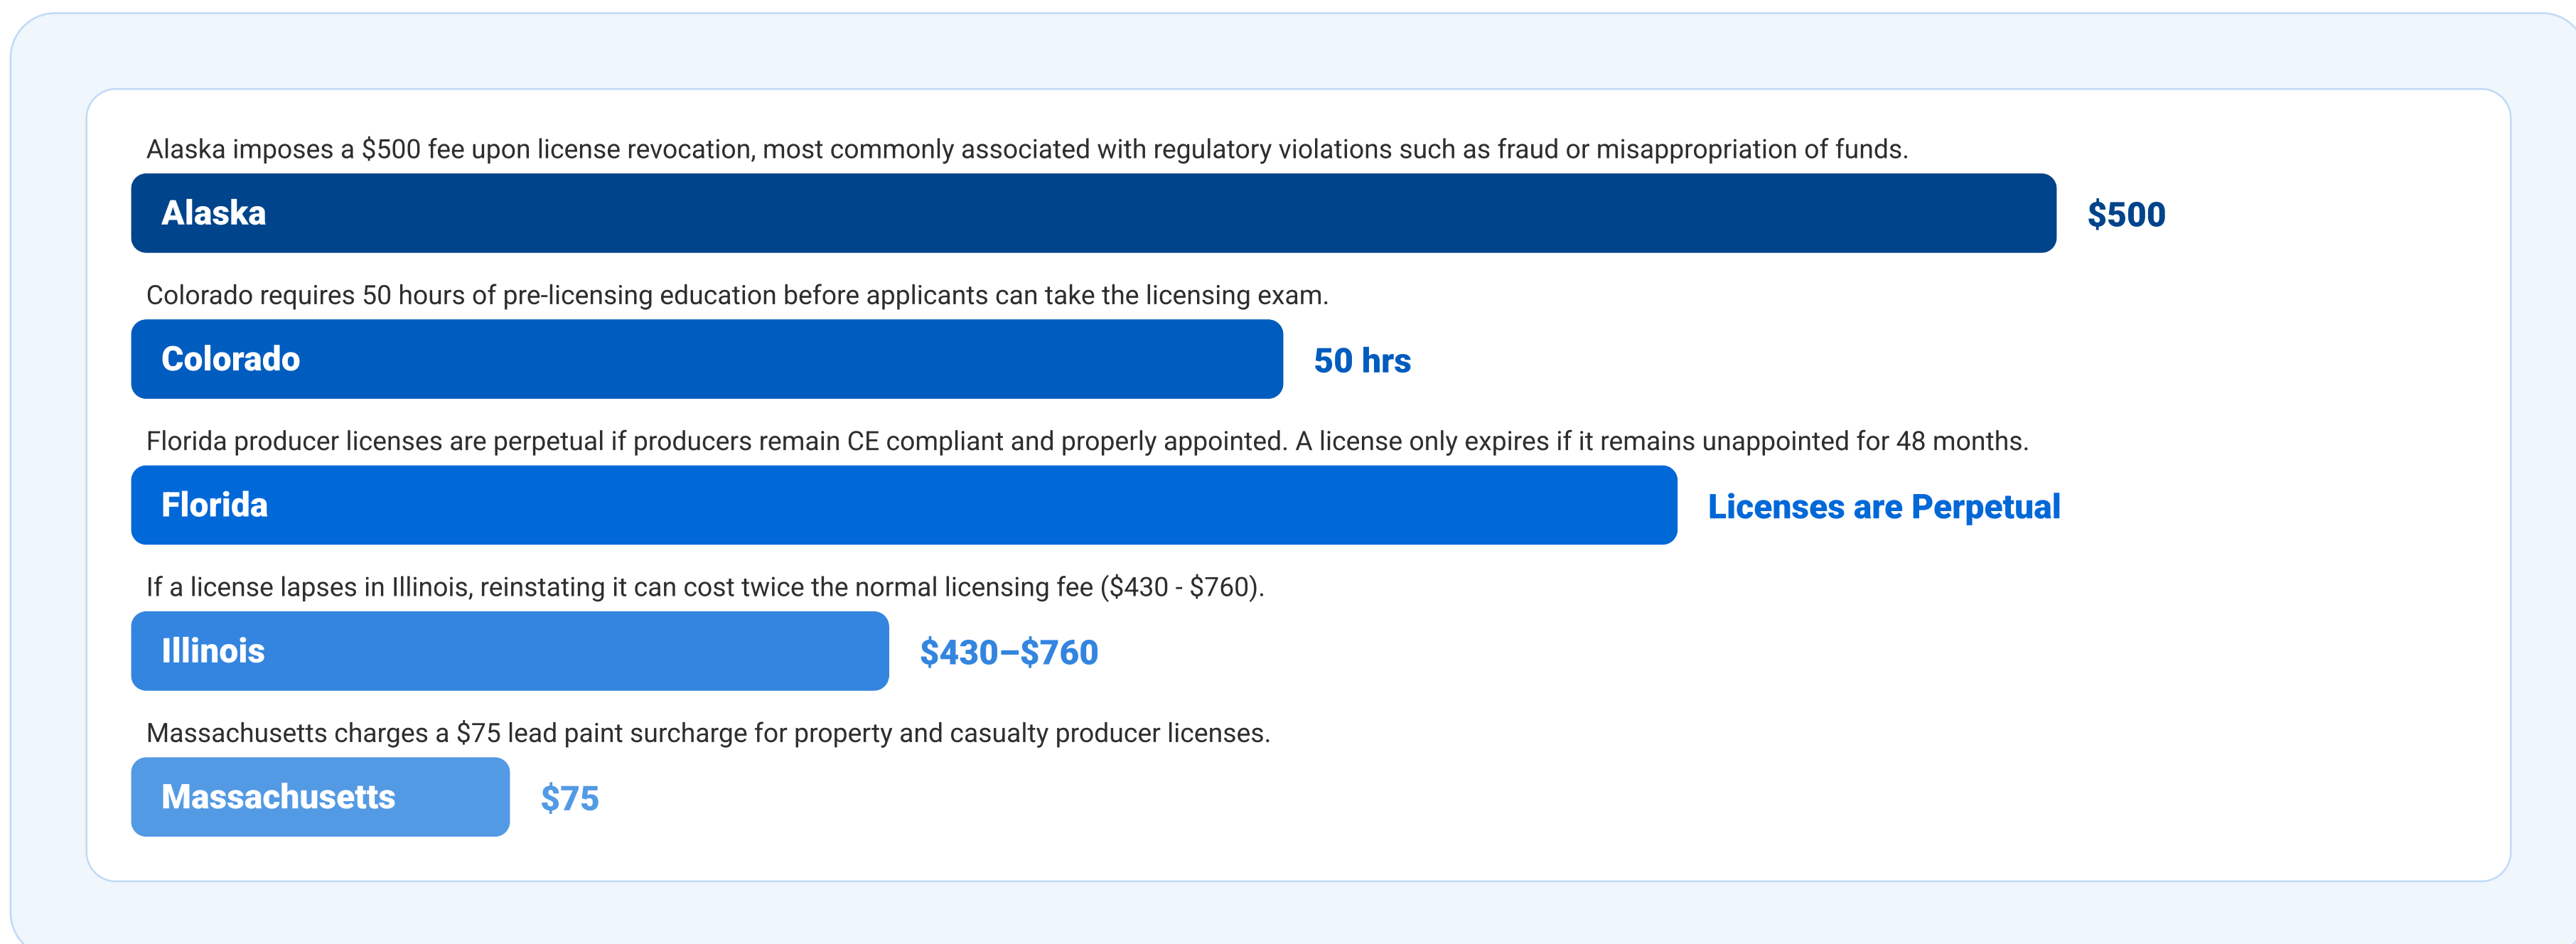 Alaska imposes a $500 fee upon license revocation, most commonly associated with regulatory violations such as fraud or misappropriation of funds.
Alaska
$500
Colorado requires 50 hours of pre-licensing education before applicants can take the licensing exam.
Colorado
50 hrs
Florida producer licenses are perpetual if producers remain CE compliant and properly appointed. A license only expires if it remains unappointed for 48 months.
Florida
Licenses are Perpetual
If a license lapses in Illinois, reinstating it can cost twice the normal licensing fee ($430 - $760).
Illinois
$430–$760
Massachusetts charges a $75 lead paint surcharge for property and casualty producer licenses.
Massachusetts
$75